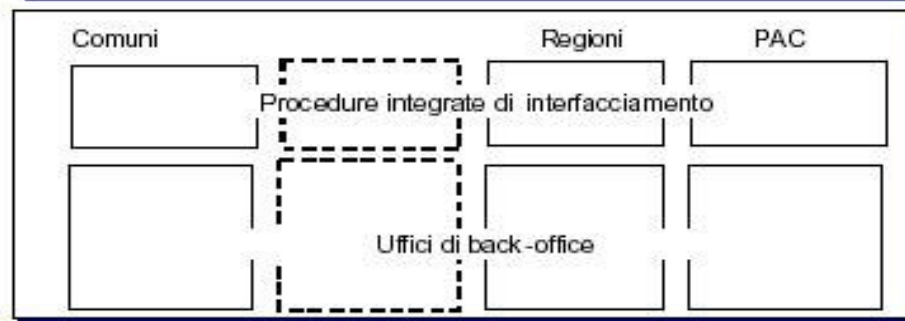 Comuni Regioni PAC
Procedure integrate di interfacciamento
Uffici di back-office